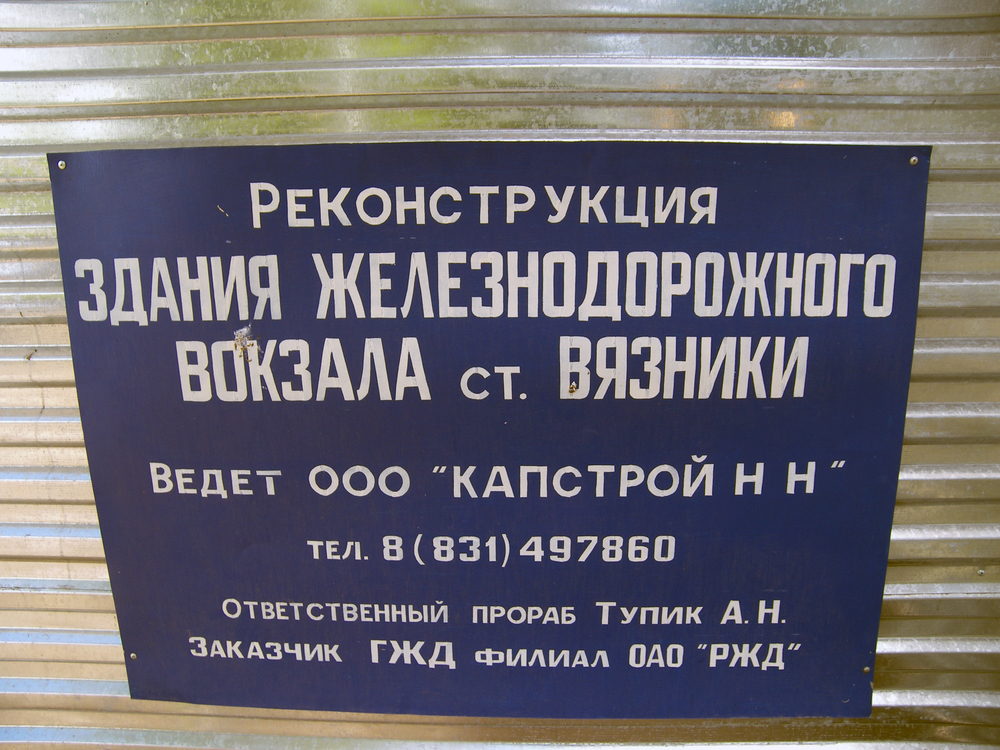 РЕКОНСТРУКЦИЯ
ЗДАНИЯ ЖЕЛЕЗНОДОРОЖНОГО
ВОКЗАЛА СТ. ВЯЗНИКИ
ВЕДЕТ ООО "КАПСТРОЙ Н Н"
ТЕЛ. 8 (831) 497860
ОТВЕТСТВЕННЫЙ ПРОРАБ ТУПИК А. Н.
ЗАКАЗЧИК ГЖД ФИЛИАЛ ОАО "РЖД"